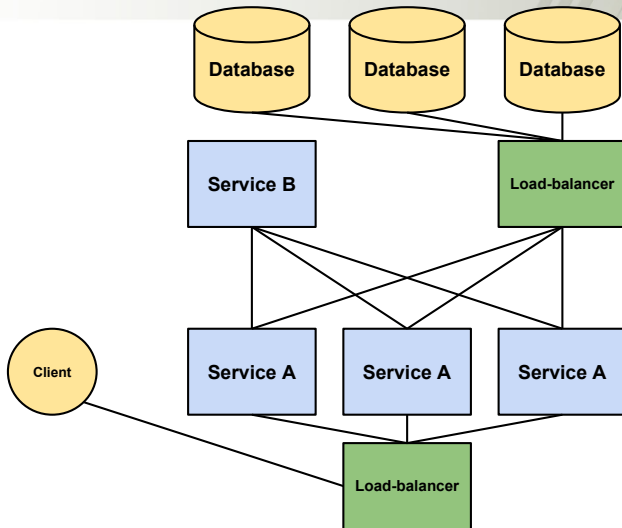 Database
Database
Database
Service B
Load-balancer
Client
Service A
Service A
Service A
Load-balancer